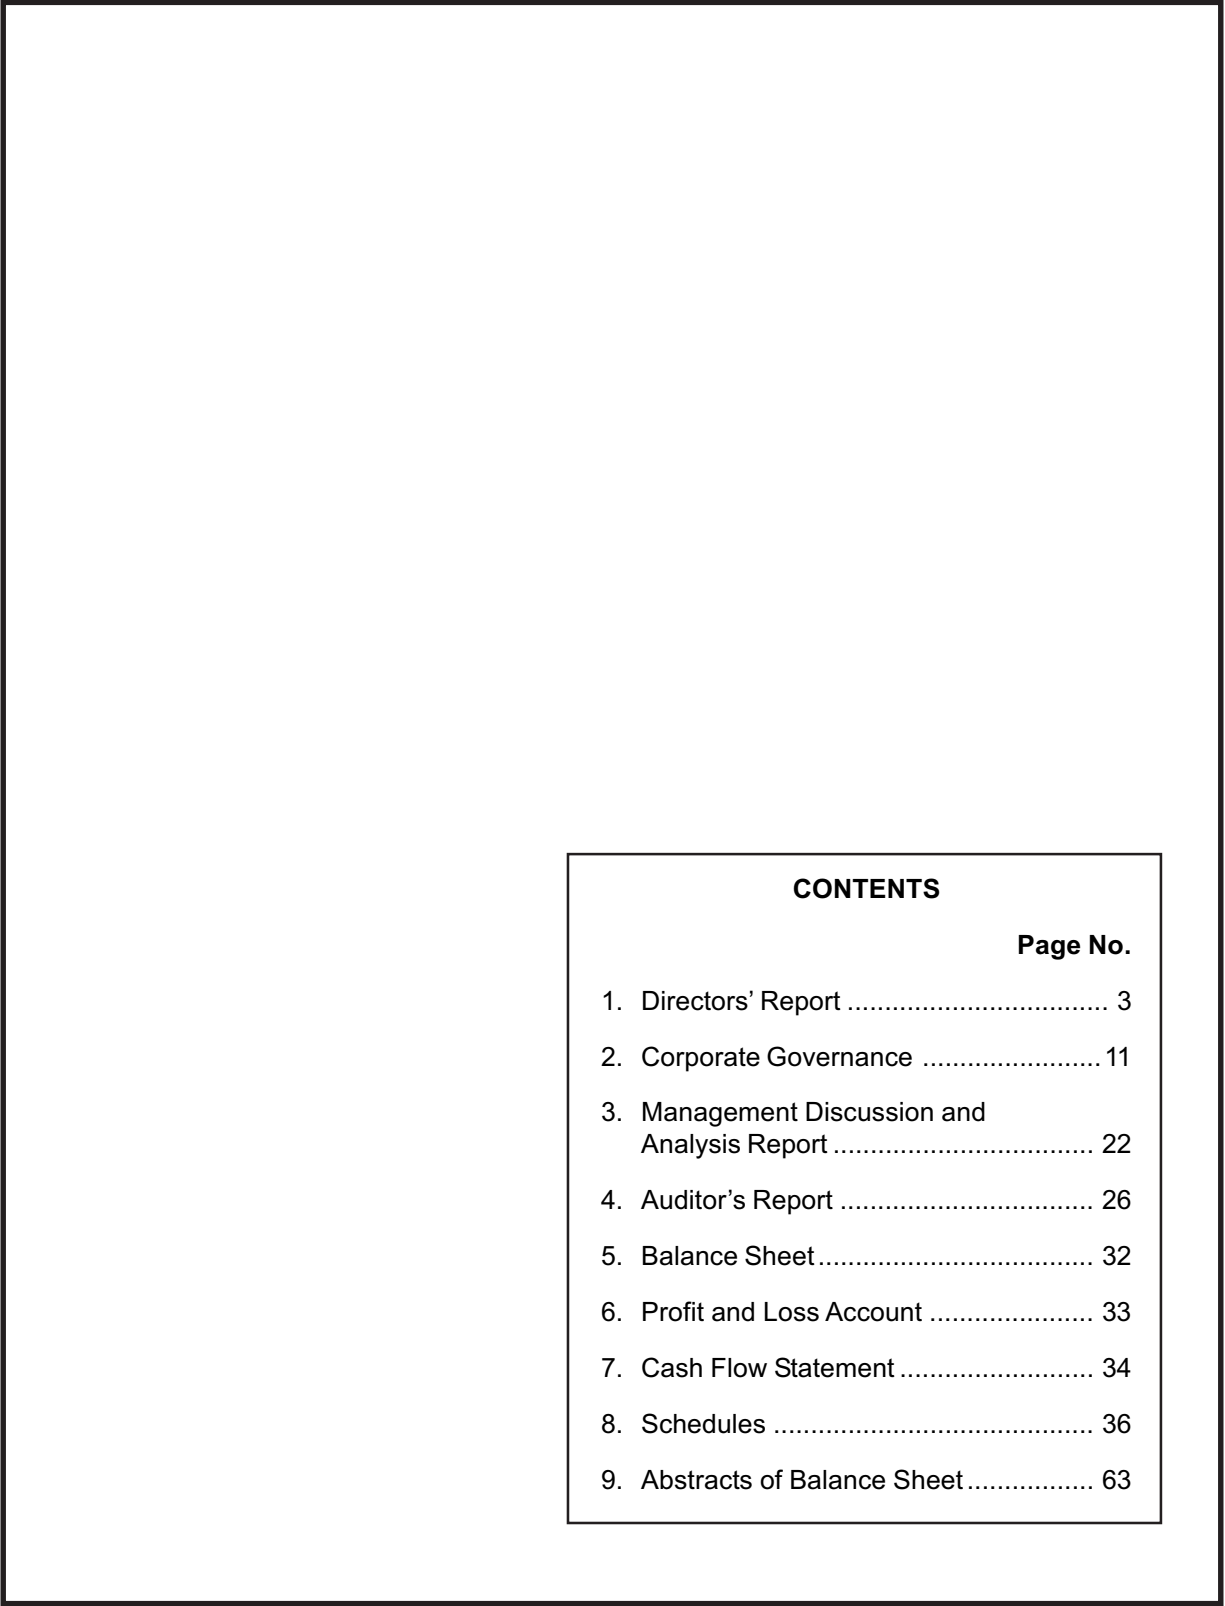 CONTENTS
Page No.
1. Directors’ Report ................................... 3
2. Corporate Governance ........................ 11
3. Management Discussion and
Analysis Report ................................... 22
4. Auditor’s Report .................................. 26
5. Balance Sheet ..................................... 32
6. Profit and Loss Account ...................... 33
7. Cash Flow Statement .......................... 34
8. Schedules ........................................... 36
9. Abstracts of Balance Sheet ................. 63